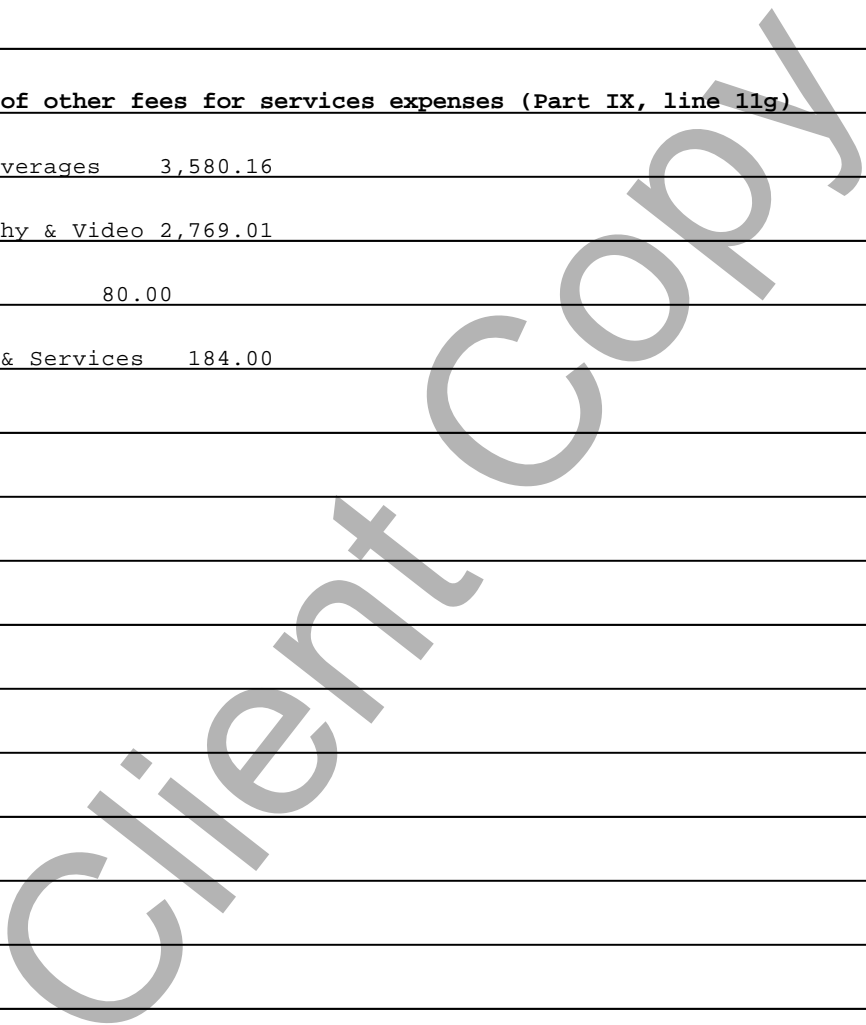 of other fees for services expenses (Part IX, line 11g)
verages 3,580.16
hy & Video 2,769.01
80.00
& Services 184.00
Client Copy